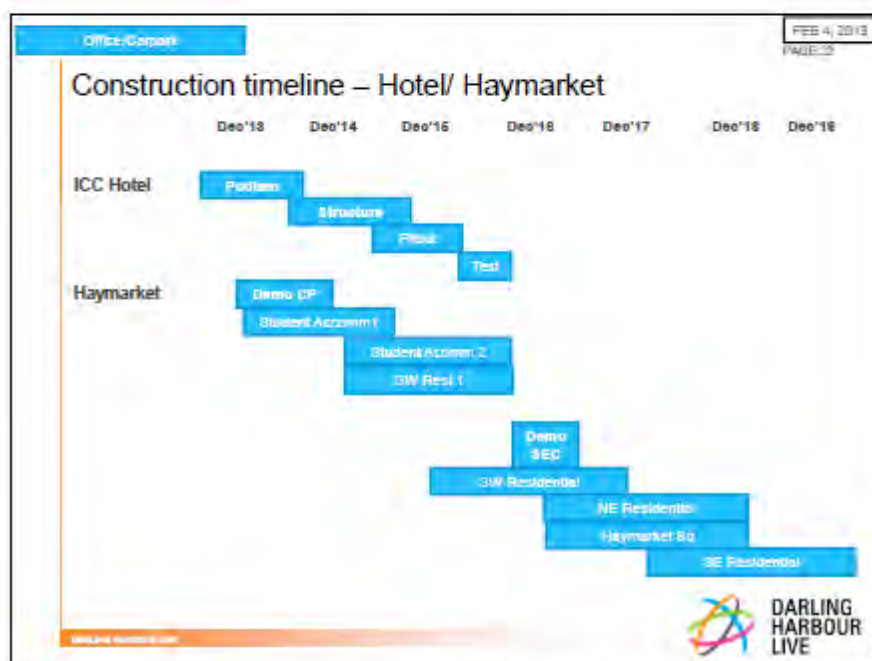 Office/Carpark
FEB 4, 2013
PAGE 22
Construction timeline – Hotel/ Haymarket
Dec'13 Dec'14 Dec'15 Dec'16 Dec'17 Dec'18 Dec'19
ICC Hotel
Podium
Structure
Fitout
Test
Haymarket
Demo CP
Student Accomm 1
Student Accmm 2
SW Resi 1
Demo
SEC
SW Residential
NE Residential
Haymarket Sq
SE Residential
DARLING
HARBOUR
LIVE